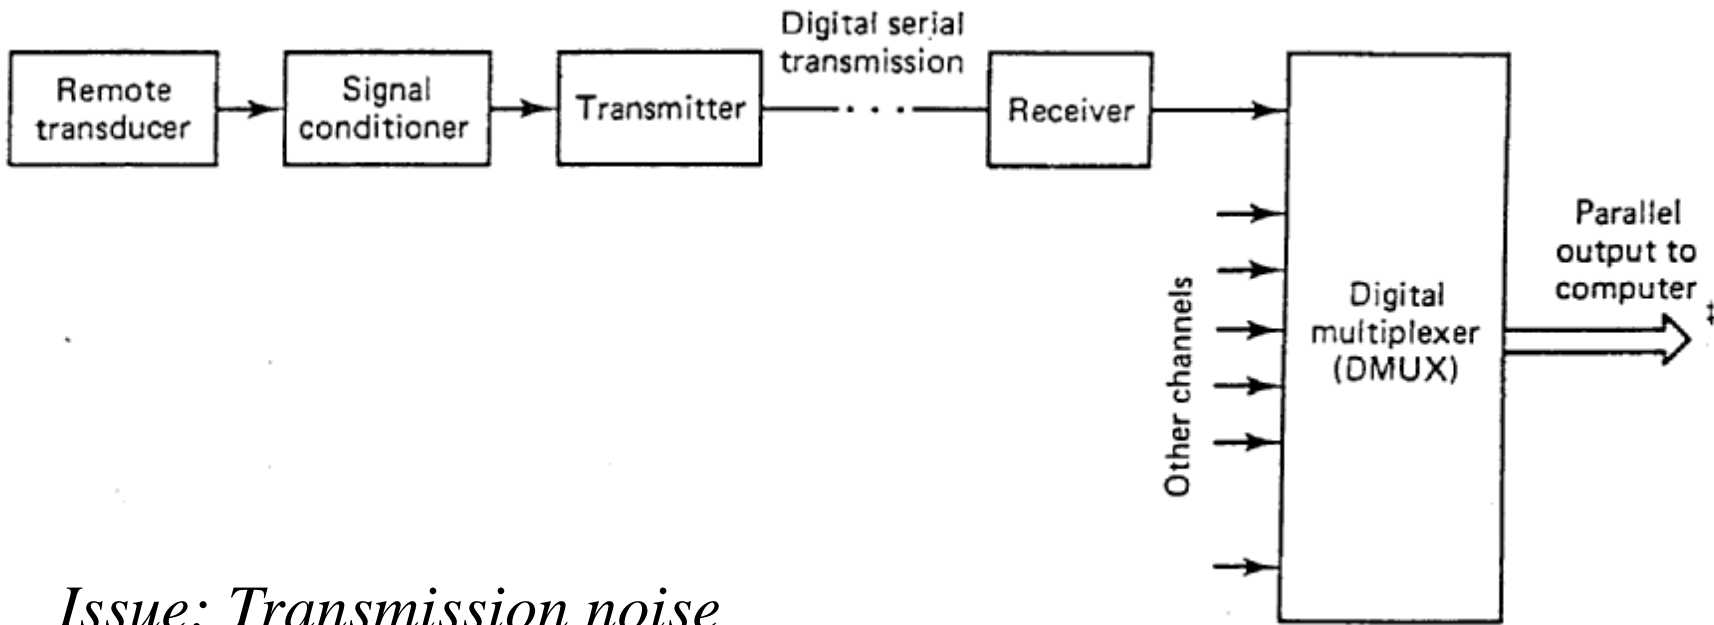 Digital serial
transmission
Remote
transducer
Signal
conditioner
Transmitter
Receiver
Other channels
Digital
multiplexer
(DMUX)
Parallel
output to
computer
Issue: Transmission noise